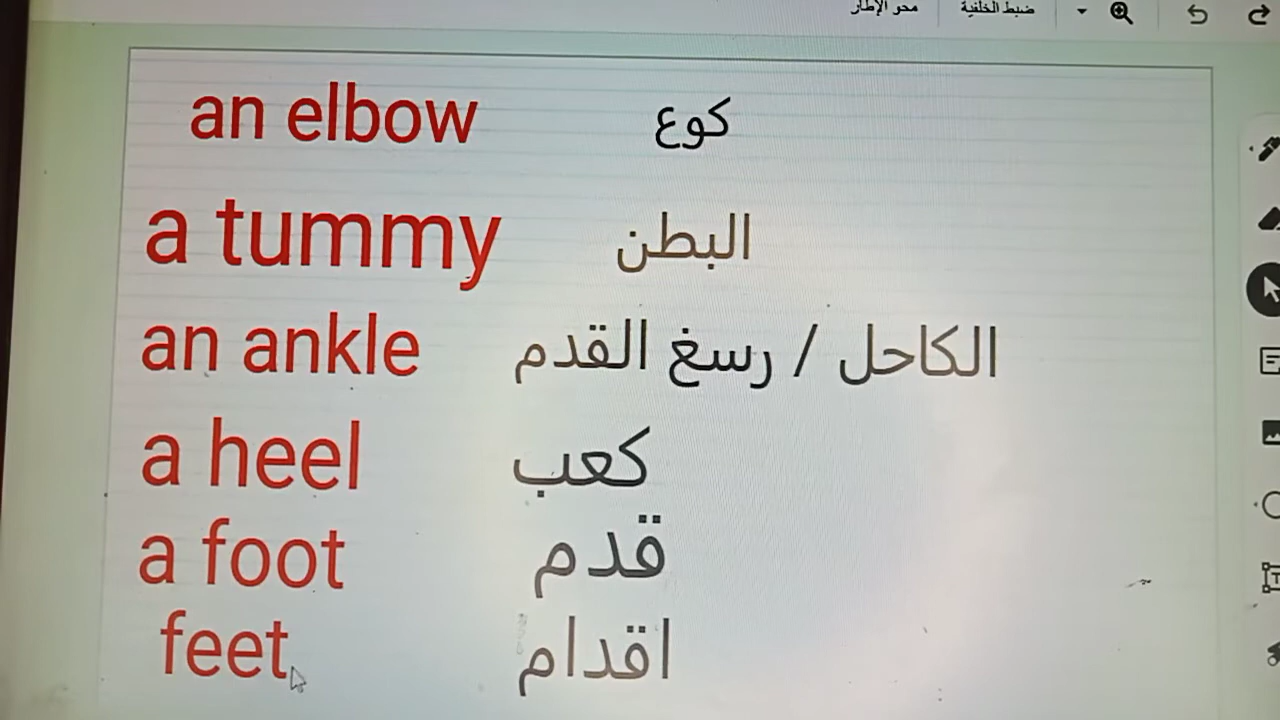 محو الإطار ضبط الخلفية
an elbow كوع
a tummy البطن
an ankle الكاحل / رسغ القدم
a heel كعب
a foot قدم
feet اقدام